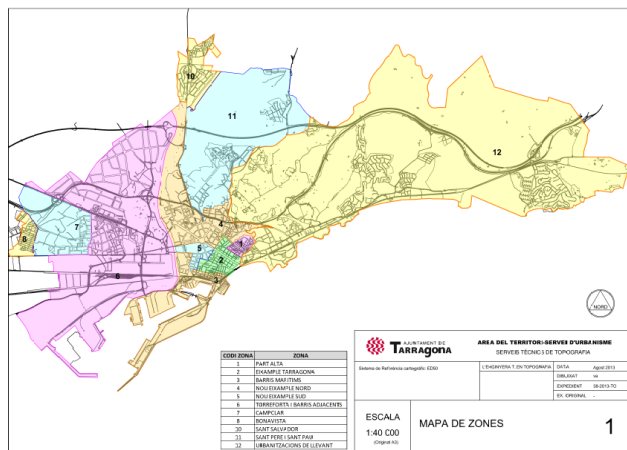 10
11
12
4
7
8
5
1
2
6
3
NORD
CODI ZONA ZONA
1 PART ALTA
2 EIXAMPLE TARRAGONA
3 BARRIS MARITIMS
4 NOU EIXAMPLE NORD
5 NOU EIXAMPLE SUD
6 TORREFORTA I BARRIS ADJACENTS
7 CAMPCLAR
8 BONAVISTA
10 SANT SALVADOR
11 SANT PERE I SANT PAU
12 URBANITZACIONS DE LLEVANT
AJUNTAMENT DE
TARRAGONA
AREA DEL TERRITORI-SERVEI D'URBANISME
SERVEIS TÈCNICS DE TOPOGRAFIA
Sistema de Referència cartogràfic: ED50
L'ENGINYERA T. EN TOPOGRAFIA
DATA Agost 2013
DIBUIXAT
EXPEDIENT 38-2013-TO
EX. ORIGINAL -
ESCALA
1:40 000
(Original A3)
MAPA DE ZONES
1